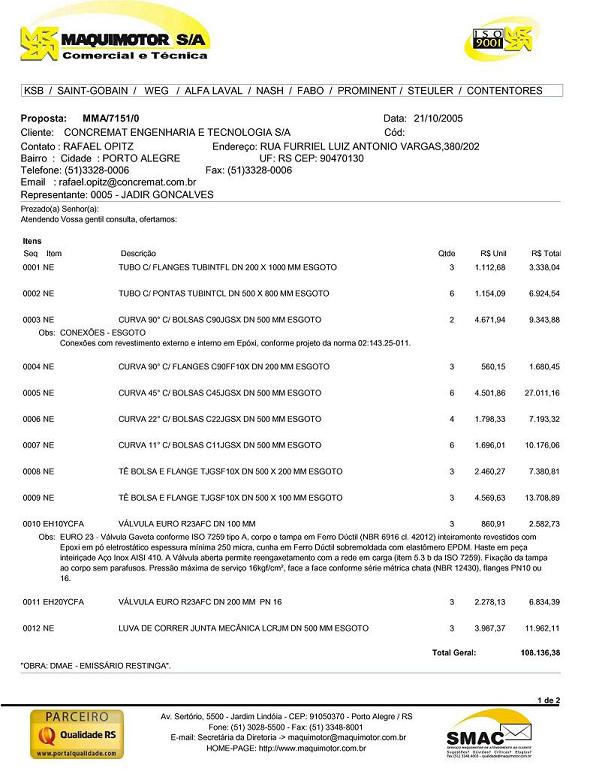 MAQUIMOTOR S/A
Comercial e Técnica
ISO
9001
KSB / SAINT-GOBAIN / WEG / ALFA LAVAL / NASH / FABO / PROMINENT / STEULER / CONTENTORES
Proposta: MMA/7151/0 Data: 21/10/2005
Cliente: CONCREMAT ENGENHARIA E TECNOLOGIA S/A Cód:
Contato : RAFAEL OPITZ Endereço: RUA FURRIEL LUIZ ANTONIO VARGAS,380/202
Bairro : Cidade : PORTO ALEGRE UF: RS CEP: 90470130
Telefone: (51)3328-0006 Fax: (51)3328-0006
Email : rafael.opitz@concremat.com.br
Representante: 0005 - JADIR GONCALVES
Prezado(a) Senhor(a):
Atendendo Vossa gentil consulta, ofertamos:
Itens
Seq Item Descrição Qtde R$ Unit R$ Total
0001 NE TUBO C/ FLANGES TUBINTFL DN 200 X 1000 MM ESGOTO 3 1.112,68 3.338,04
0002 NE TUBO C/ PONTAS TUBINTCL DN 500 X 800 MM ESGOTO 6 1.154,09 6.924,54
0003 NE CURVA 90° C/ BOLSAS C90JGSX DN 500 MM ESGOTO 2 4.671,94 9.343,88
Obs: CONEXÕES - ESGOTO
Conexões com revestimento externo e interno em Epóxi, conforme projeto da norma 02:143.25-011.
0004 NE CURVA 90° C/ FLANGES C90FF10X DN 200 MM ESGOTO 3 560,15 1.680,45
0005 NE CURVA 45° C/ BOLSAS C45JGSX DN 500 MM ESGOTO 6 4.501,86 27.011,16
0006 NE CURVA 22° C/ BOLSAS C22JGSX DN 500 MM ESGOTO 4 1.798,33 7.193,32
0007 NE CURVA 11° C/ BOLSAS C11JGSX DN 500 MM ESGOTO 6 1.696,01 10.176,06
0008 NE TÊ BOLSA E FLANGE TJGSF10X DN 500 X 200 MM ESGOTO 3 2.460,27 7.380,81
0009 NE TÊ BOLSA E FLANGE TJGSF10X DN 500 X 100 MM ESGOTO 3 4.569,63 13.708,89
0010 EH10YCFA VÁLVULA EURO R23AFC DN 100 MM 3 860,91 2.582,73
Obs: EURO 23 - Válvula Gaveta conforme ISO 7259 tipo A, corpo e tampa em Ferro Dúctil (NBR 6916 cl. 42012) inteiramente revestidos com
Epoxi em pó eletrostático espessura mínima 250 micra, cunha em Ferro Dúctil sobremoldada com elastômero EPDM. Haste em peça
inteiriçade Aço Inox AISI 410. A Válvula aberta permite reengaxetamento com a rede em carga (item 5.3 b da ISO 7259). Fixação da tampa
ao corpo sem parafusos. Pressão máxima de serviço 16kgf/cm², face a face conforme série métrica chata (NBR 12430), flanges PN10 ou
16.
0011 EH20YCFA VÁLVULA EURO R23AFC DN 200 MM PN 16 3 2.278,13 6.834,39
0012 NE LUVA DE CORRER JUNTA MECÂNICA LCRJM DN 500 MM ESGOTO 3 3.987,37 11.962,11
Total Geral: 108.136,38
"OBRA: DMAE - EMISSÁRIO RESTINGA".
1 de 2
PARCEIRO
Qualidade RS
www.portalqualidade.com
Av. Sertório, 5500 - Jardim Lindóia - CEP: 91050370 - Porto Alegre / RS
Fone: (51) 3028-5500 - Fax: (51) 3348-8001
E-mail: Secretária da Diretoria -> maquimotor@maquimotor.com.br
HOME-PAGE: http://www.maquimotor.com.br
SMAC